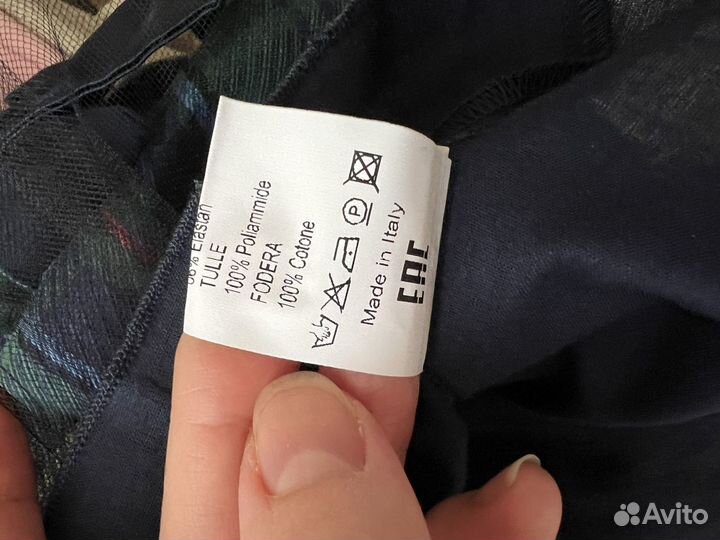 Elastan
TULLE
100% Poliammide
FODERA
100% Cotone
P
Made in Italy
EAC
Avito